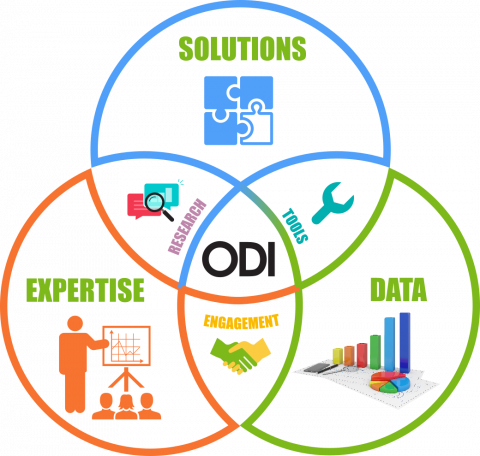 SOLUTIONS
RESEARCH
TOOLS
ODI
EXPERTISE
DATA
ENGAGEMENT